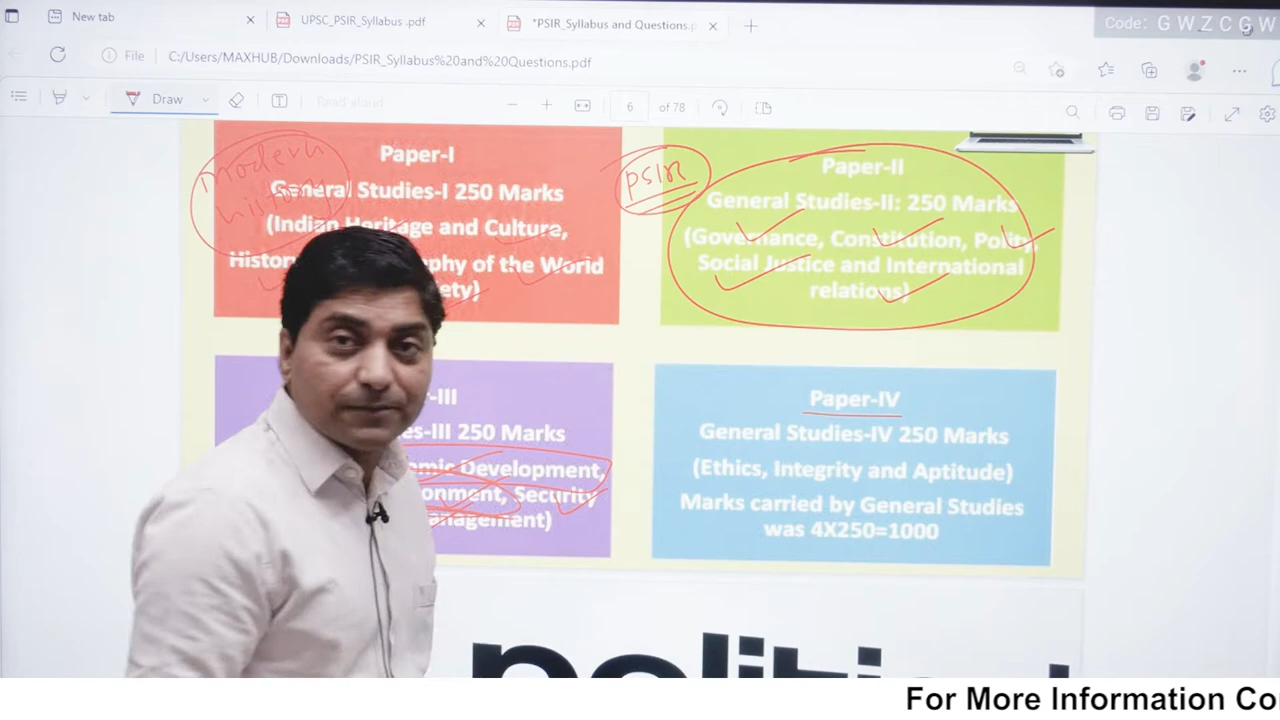 New tab
UPSC_PSIR_Syllabus .pdf
*PSIR_Syllabus and Questions.p
Code: G W Z C G W
File
C:/Users/MAXHUB/Downloads/PSIR_Syllabus%20and%20Questions.pdf
Draw
Read aloud
6 of 78
modern
history
Paper-I
General Studies-I 250 Marks
(Indian Heritage and Culture,
of the World
PSIR
Paper-II
General Studies-II: 250 Marks
(Governance, Constitution, Polity,
Social Justice and International
relations)
-III
-III 250 Marks
Development,
Security
Paper-IV
General Studies-IV 250 Marks
(Ethics, Integrity and Aptitude)
Marks carried by General Studies
was 4X250=1000
For More Information Co